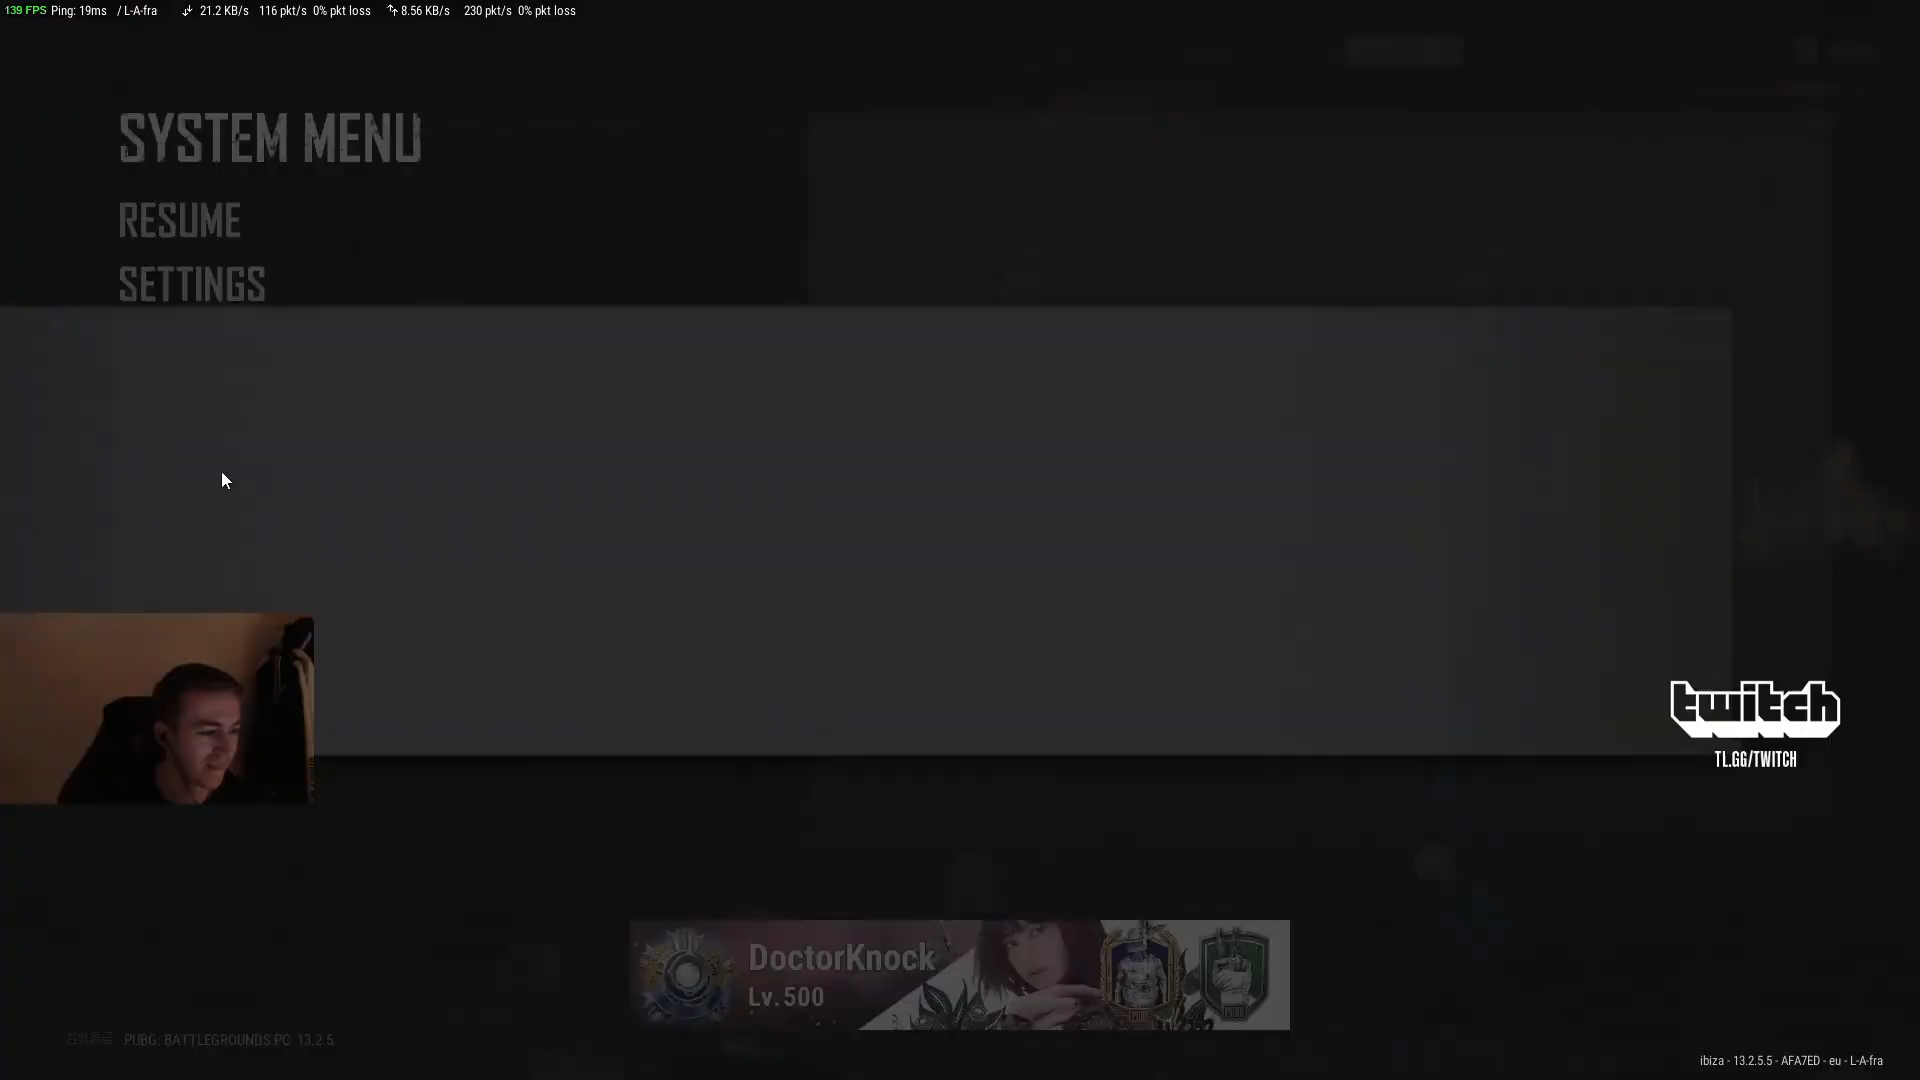 139 FPS Ping: 19ms / L-A-fra 21.2 KB/s 116 pkt/s 0% pkt loss 8.56 KB/s 230 pkt/s 0% pkt loss
SYSTEM MENU
RESUME
SETTINGS
twitch
TL.GG/TWITCH
DoctorKnock
Lv.500
PUBG: BATTLEGROUNDS PC 13.2.5
ibiza - 13.2.5.5 - AFA7ED - eu - L-A-fra